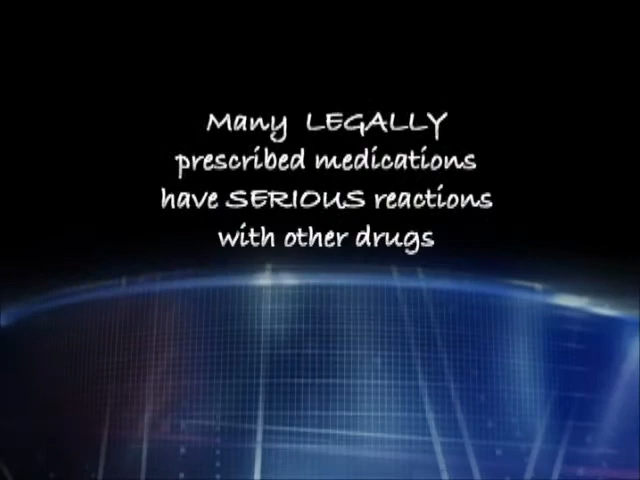 Many LEGALLY
prescribed medications
have SERIOUS reactions
with other drugs